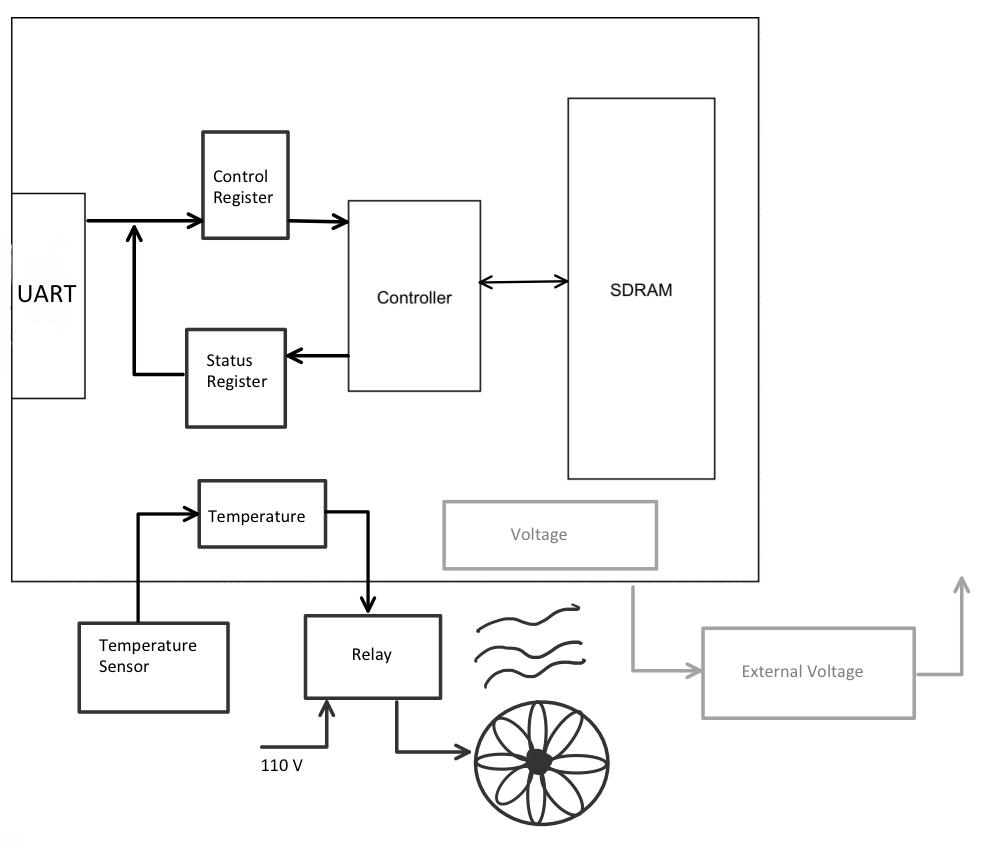 Control
Register
UART
Controller
SDRAM
Status
Register
Temperature
Voltage
Temperature
Sensor
Relay
External Voltage
110 V